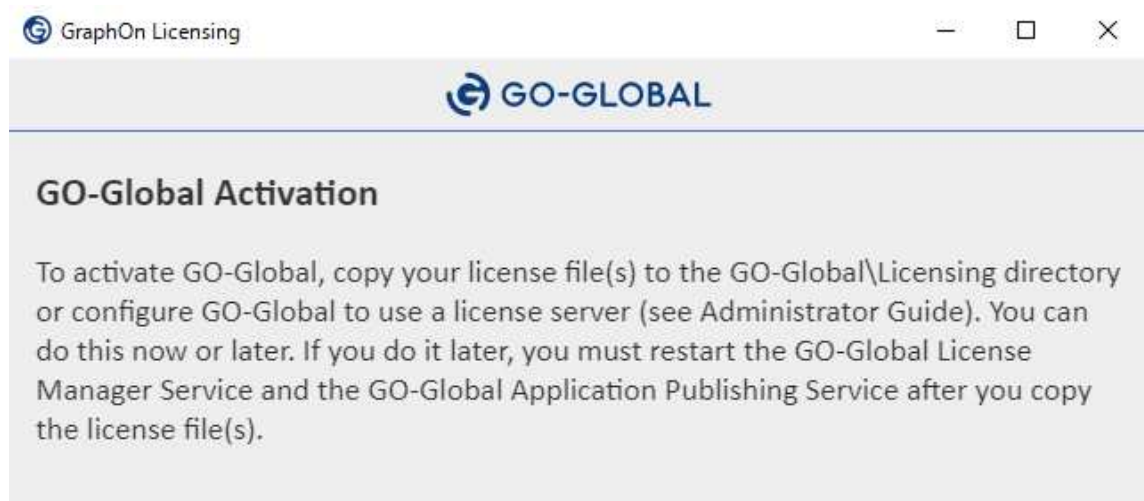 GraphOn Licensing
GO-GLOBAL
GO-Global Activation
To activate GO-Global, copy your license file(s) to the GO-Global\Licensing directory
or configure GO-Global to use a license server (see Administrator Guide). You can
do this now or later. If you do it later, you must restart the GO-Global License
Manager Service and the GO-Global Application Publishing Service after you copy
the license file(s).